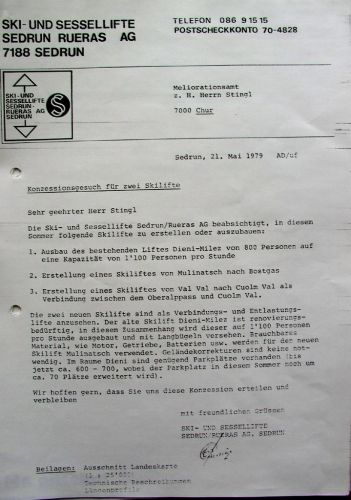 SKI- UND SESSELLIFTE
SEDRUN RUERAS AG
7188 SEDRUN
TELEFON 086 9 15 15
POSTSCHECKKONTO 70-4828
SKI- UND
SESSELLIFTE
SEDRUN-
RUERAS AG
SEDRUN
S
Meliorationsamt
z. H. Herrn Stingl
7000 Chur
Sedrun, 21. Mai 1979 AD/uf
Konzessionsgesuch für zwei Skilifte
Sehr geehrter Herr Stingl
Die Ski- und Sessellifte Sedrun/Rueras AG beabsichtigt, in diesem
Sommer folgende Skilifte zu erstellen oder auszubauen:
1. Ausbau des bestehenden Liftes Dieni-Milez von 800 Personen auf
eine Kapazität von 1'100 Personen pro Stunde
2. Erstellung eines Skiliftes von Mulinatsch nach Bostgas
3. Erstellung eines Skiliftes von Val Val nach Cuolm Val als
Verbindung zwischen dem Oberalppass und Cuolm Val.
Die zwei neuen Skilifte sind als Verbindungs- und Entlastungs-
lifte anzusehen. Der alte Skilift Dieni-Milez ist renovierungs-
bedürftig, in diesem Zusammenhang wird dieser auf 1'100 Personen
pro Stunde ausgebaut und mit Langbügeln versehen. Brauchbares
Material, wie Motor, Getriebe, Batterien usw. werden für den neuen
Skilift Mulinatsch verwendet. Geländekorrekturen sind keine not-
wendig. Im Raume Dieni sind genügend Parkplätze vorhanden (bis
jetzt ca. 600 - 700, wobei der Parkplatz in diesem Sommer noch um
ca. 70 Plätze erweitert wird).
Wir hoffen gern, dass Sie uns diese Konzession erteilen und
verbleiben
mit freundlichen Grüssen
SKI- UND SESSELLIFTE
SEDRUN/RUERAS AG, SEDRUN
Beilagen: Ausschnitt Landeskarte
(1 : 25'000)
Technische Beschreibungen
Längenprofile